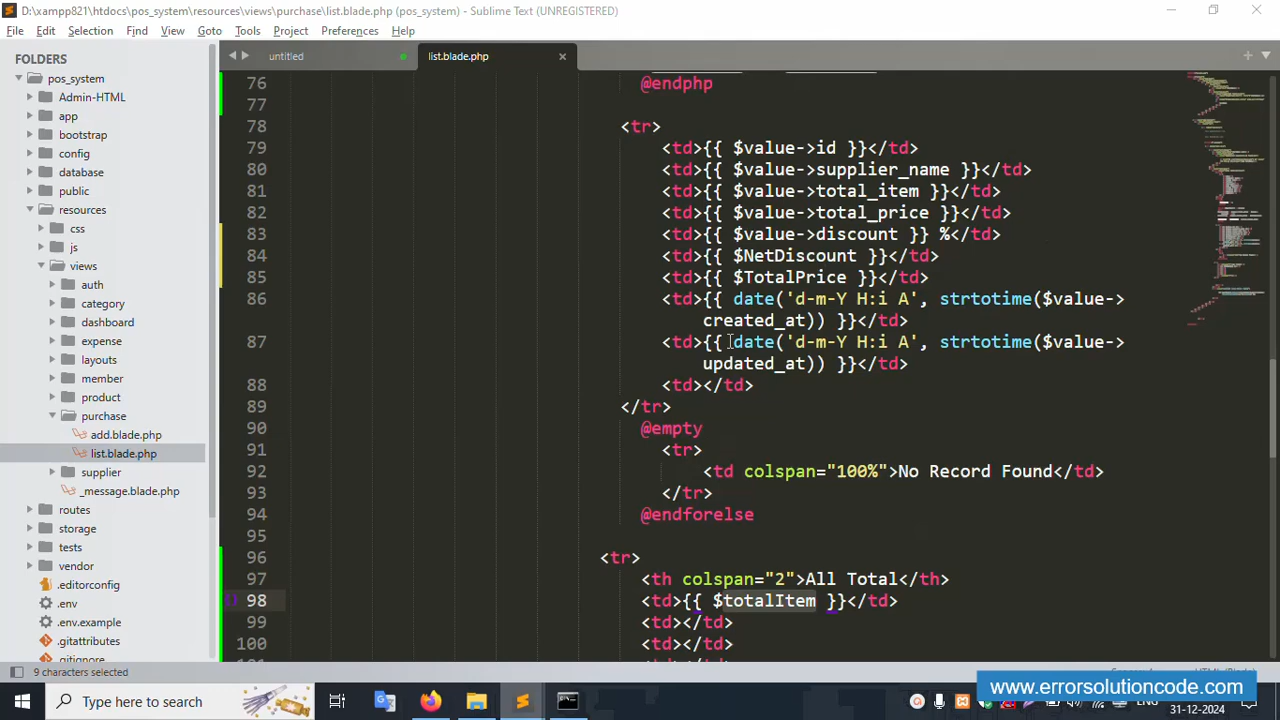 D:\xampp821\htdocs\pos_system\resources\views\purchase\list.blade.php (pos_system) - Sublime Text (UNREGISTERED)
File Edit Selection Find View Goto Tools Project Preferences Help
FOLDERS
untitled
list.blade.php
pos_system
Admin-HTML
app
bootstrap
config
database
public
resources
css
js
views
auth
category
dashboard
expense
layouts
member
product
purchase
add.blade.php
list.blade.php
supplier
_message.blade.php
routes
storage
tests
vendor
.editorconfig
.env
.env.example
.gitattributes
.gitignore
76 @endphp
77
78 <tr>
79 <td>{{ $value->id }}</td>
80 <td>{{ $value->supplier_name }}</td>
81 <td>{{ $value->total_item }}</td>
82 <td>{{ $value->total_price }}</td>
83 <td>{{ $value->discount }} %</td>
84 <td>{{ $NetDiscount }}</td>
85 <td>{{ $TotalPrice }}</td>
86 <td>{{ date('d-m-Y H:i A', strtotime($value->
created_at)) }}</td>
87 <td>{{ date('d-m-Y H:i A', strtotime($value->
updated_at)) }}</td>
88 <td></td>
89 </tr>
90 @empty
91 <tr>
92 <td colspan="100%">No Record Found</td>
93 </tr>
94 @endforelse
95
96 <tr>
97 <th colspan="2">All Total</th>
98 <td>{{ $totalItem }}</td>
99 <td></td>
100 <td></td>
9 characters selected
Type here to search
www.errorsolutioncode.com
31-12-2024